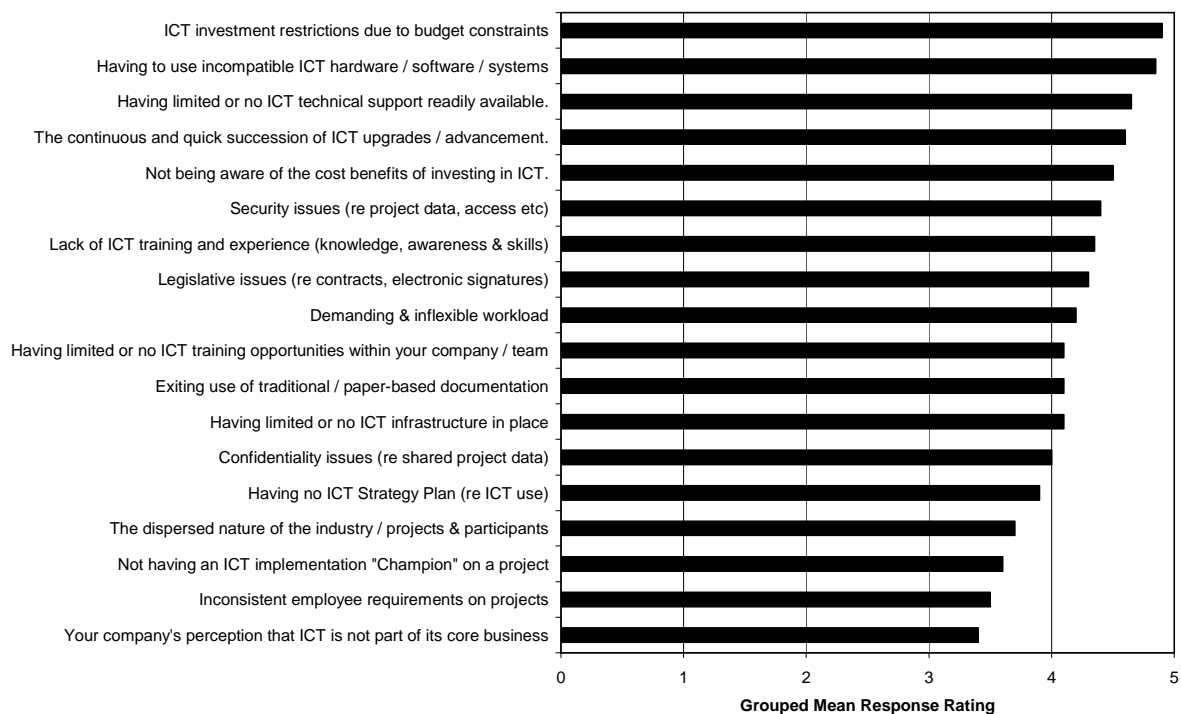 ICT investment restrictions due to budget constraints
Having to use incompatible ICT hardware / software / systems
Having limited or no ICT technical support readily available.
The continuous and quick succession of ICT upgrades / advancement.
Not being aware of the cost benefits of investing in ICT.
Security issues (re project data, access etc)
Lack of ICT training and experience (knowledge, awareness & skills)
Legislative issues (re contracts, electronic signatures)
Demanding & inflexible workload
Having limited or no ICT training opportunities within your company / team
Exiting use of traditional / paper-based documentation
Having limited or no ICT infrastructure in place
Confidentiality issues (re shared project data)
Having no ICT Strategy Plan (re ICT use)
The dispersed nature of the industry / projects & participants
Not having an ICT implementation "Champion" on a project
Inconsistent employee requirements on projects
Your company's perception that ICT is not part of its core business
0 1 2 3 4 5
Grouped Mean Response Rating